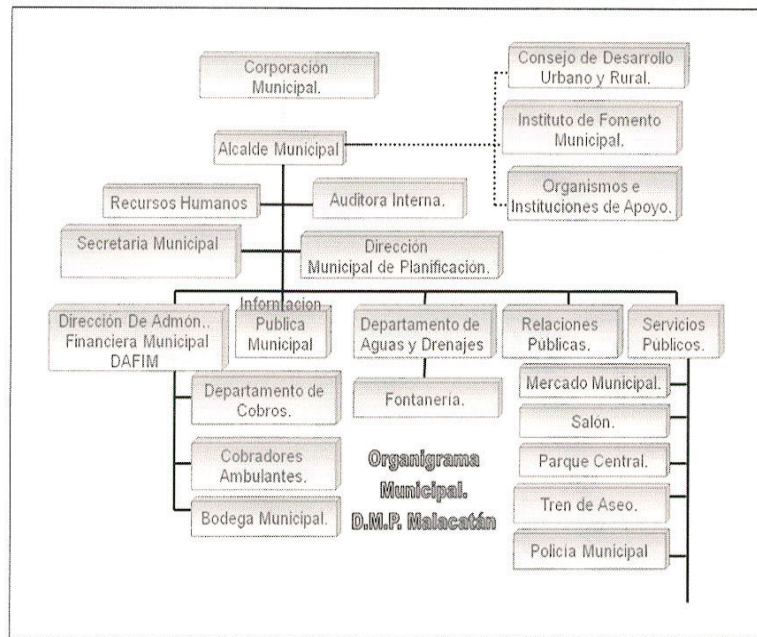 Corporación
Municipal.
Consejo de Desarrollo
Urbano y Rural.
Instituto de Fomento
Municipal.
Alcalde Municipal
Organismos e
Instituciones de Apoyo.
Recursos Humanos
Auditora Interna.
Secretaria Municipal
Dirección
Municipal de Planificación.
Dirección De Admón..
Financiera Municipal
DAFIM
Informacion
Publica
Municipal
Departamento de
Aguas y Drenajes
Relaciones
Públicas.
Servicios
Públicos.
Departamento de
Cobros.
Cobradores
Ambulantes.
Bodega Municipal.
Fontanería.
Mercado Municipal.
Salón.
Parque Central.
Tren de Aseo.
Policía Municipal
Organigrama
Municipal.
D.M.P. Malacatán